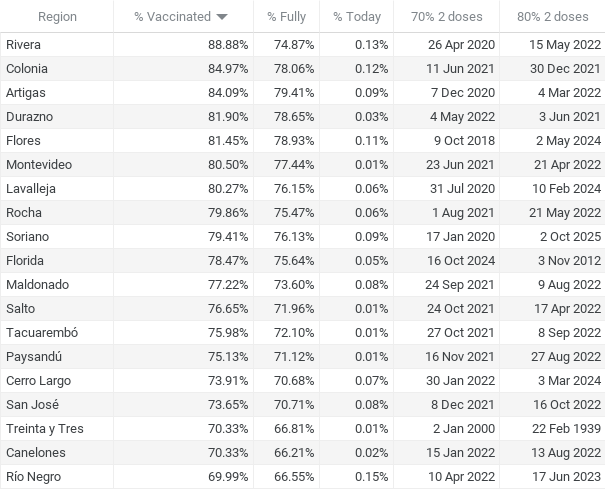 Region % Vaccinated % Fully % Today 70% 2 doses 80% 2 doses
Rivera 88.88% 74.87% 0.13% 26 Apr 2020 15 May 2022
Colonia 84.97% 78.06% 0.12% 11 Jun 2021 30 Dec 2021
Artigas 84.09% 79.41% 0.09% 7 Dec 2020 4 Mar 2022
Durazno 81.90% 78.65% 0.03% 4 May 2022 3 Jun 2021
Flores 81.45% 78.93% 0.11% 9 Oct 2018 2 May 2024
Montevideo 80.50% 77.44% 0.01% 23 Jun 2021 21 Apr 2022
Lavalleja 80.27% 76.15% 0.06% 31 Jul 2020 10 Feb 2024
Rocha 79.86% 75.47% 0.06% 1 Aug 2021 21 May 2022
Soriano 79.41% 76.13% 0.09% 17 Jan 2020 2 Oct 2025
Florida 78.47% 75.64% 0.05% 16 Oct 2024 3 Nov 2012
Maldonado 77.22% 73.60% 0.08% 24 Sep 2021 9 Aug 2022
Salto 76.65% 71.96% 0.01% 24 Oct 2021 17 Apr 2022
Tacuarembó 75.98% 72.10% 0.01% 27 Oct 2021 8 Sep 2022
Paysandú 75.13% 71.12% 0.01% 16 Nov 2021 27 Aug 2022
Cerro Largo 73.91% 70.68% 0.07% 30 Jan 2022 3 Mar 2024
San José 73.65% 70.71% 0.08% 8 Dec 2021 16 Oct 2022
Treinta y Tres 70.33% 66.81% 0.01% 2 Jan 2000 22 Feb 1939
Canelones 70.33% 66.21% 0.02% 15 Jan 2022 13 Aug 2022
Río Negro 69.99% 66.55% 0.15% 10 Apr 2022 17 Jun 2023